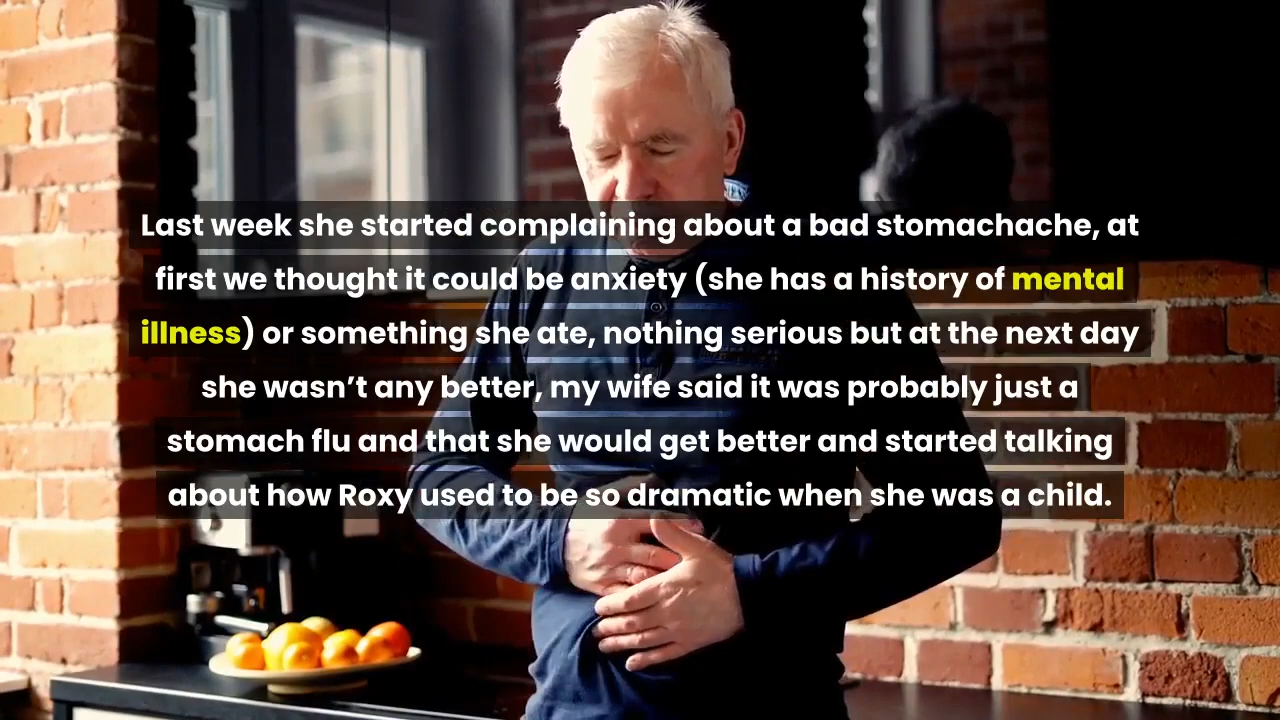 Last week she started complaining about a bad stomachache, at
first we thought it could be anxiety (she has a history of mental
illness) or something she ate, nothing serious but at the next day
she wasn’t any better, my wife said it was probably just a
stomach flu and that she would get better and started talking
about how Roxy used to be so dramatic when she was a child.